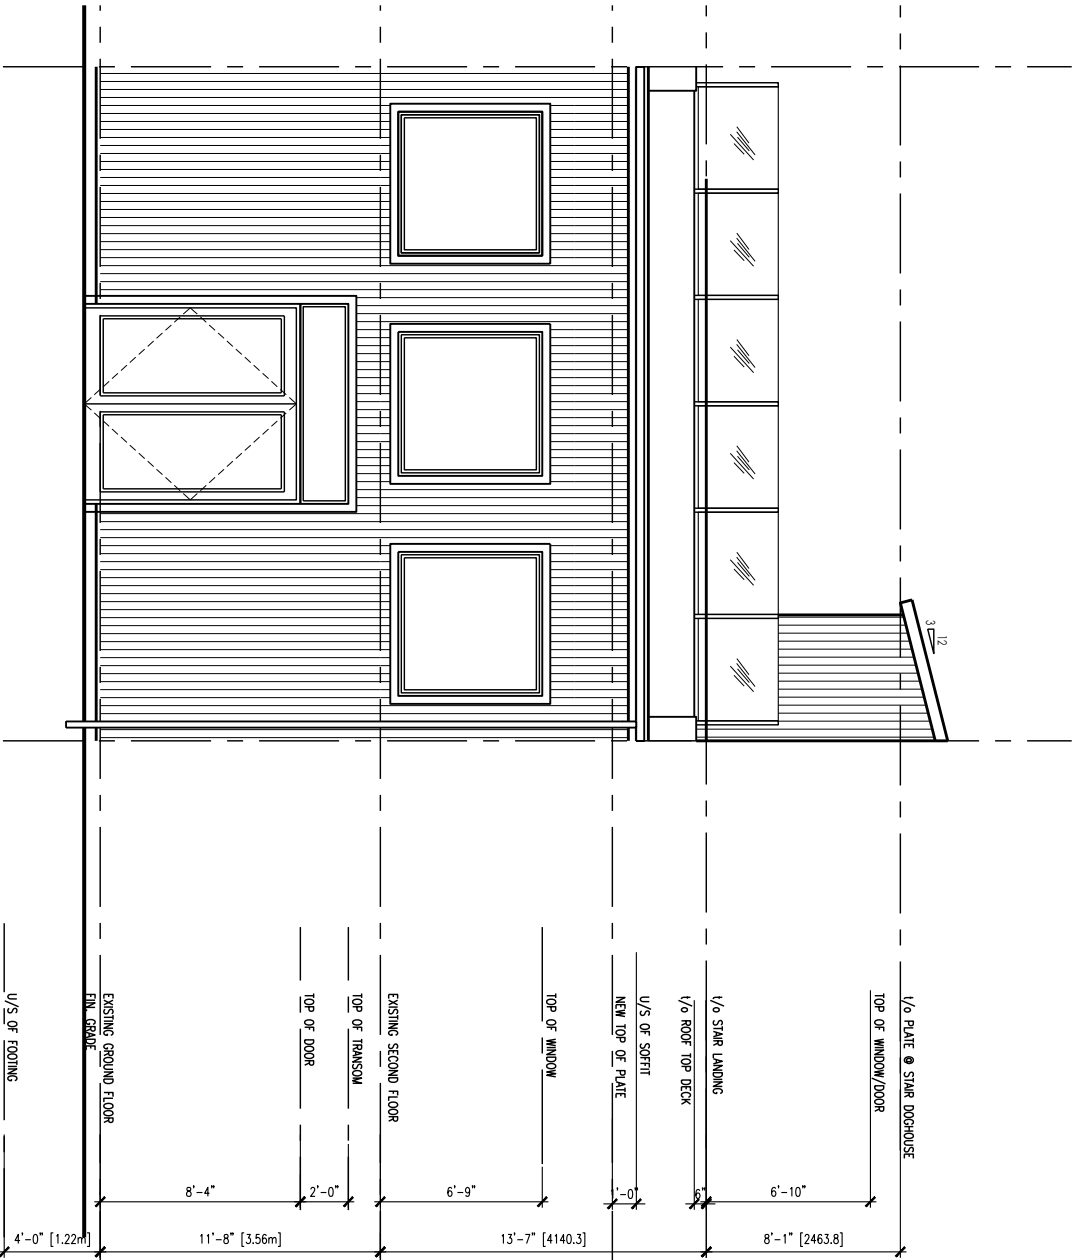 12
3
t/o PLATE @ STAIR DOGHOUSE
TOP OF WINDOW/DOOR
t/o STAIR LANDING
t/o ROOF TOP DECK
U/S OF SOFFIT
NEW TOP OF PLATE
TOP OF WINDOW
EXISTING SECOND FLOOR
TOP OF TRANSOM
TOP OF DOOR
EXISTING GROUND FLOOR
FIN. GRADE
U/S OF FOOTING
8'-4"
2'-0"
6'-9"
'-0"
6"
6'-10"
4'-0" [1.22m]
11'-8" [3.56m]
13'-7" [4140.3]
8'-1" [2463.8]